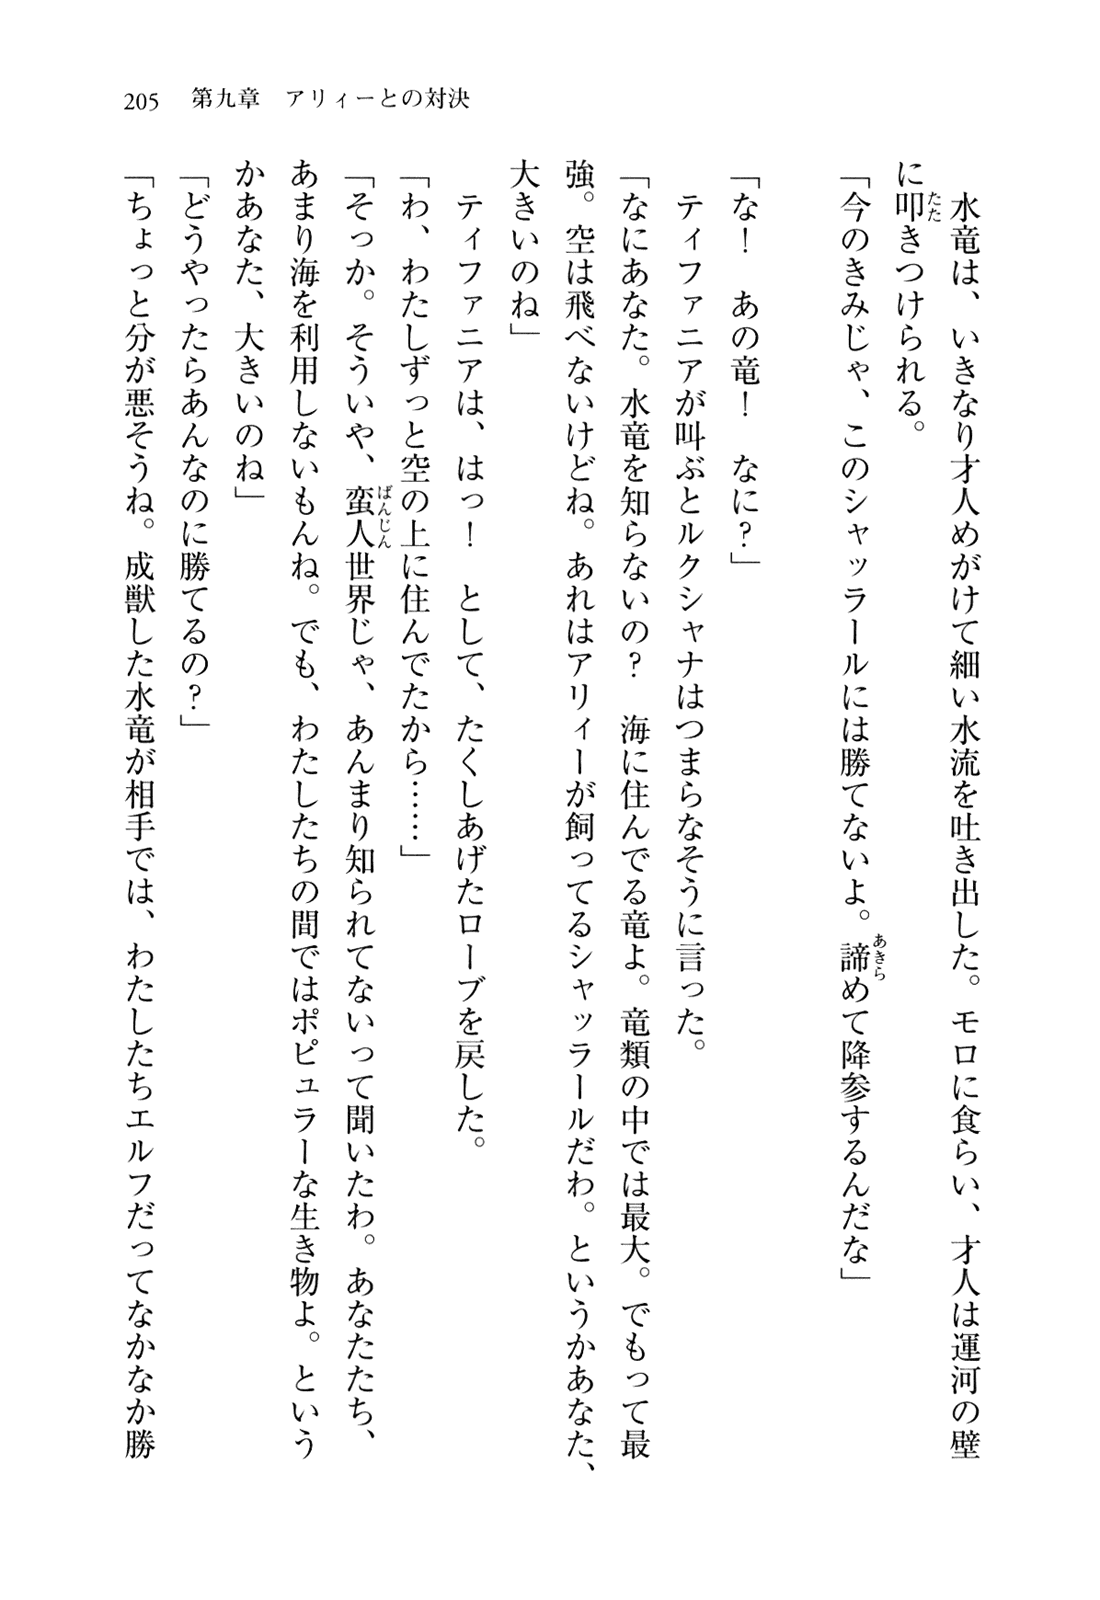 205　第九章　アリィーとの対決
　水竜は、いきなり才人めがけて細い水流を吐き出した。モロに食らい、才人は運河の壁
に叩きつけられる。
「今のきみじゃ、このシャッラールには勝てないよ。諦めて降参するんだな」
「な！　あの竜！　なに？」
　ティファニアが叫ぶとルクシャナはつまらなそうに言った。
「なにあなた。水竜を知らないの？　海に住んでる竜よ。竜類の中では最大。でもって最
強。空は飛べないけどね。あれはアリィーが飼ってるシャッラールだわ。というかあなた、
大きいのね」
　ティファニアは、はっ！　として、たくしあげたローブを戻した。
「わ、わたしずっと空の上に住んでたから……」
「そっか。そういや、蛮人世界じゃ、あんまり知られてないって聞いたわ。あなたたち、
あまり海を利用しないもんね。でも、わたしたちの間ではポピュラーな生き物よ。という
かあなた、大きいのね」
「どうやったらあんなのに勝てるの？」
「ちょっと分が悪そうね。成獣した水竜が相手では、わたしたちエルフだってなかなか勝